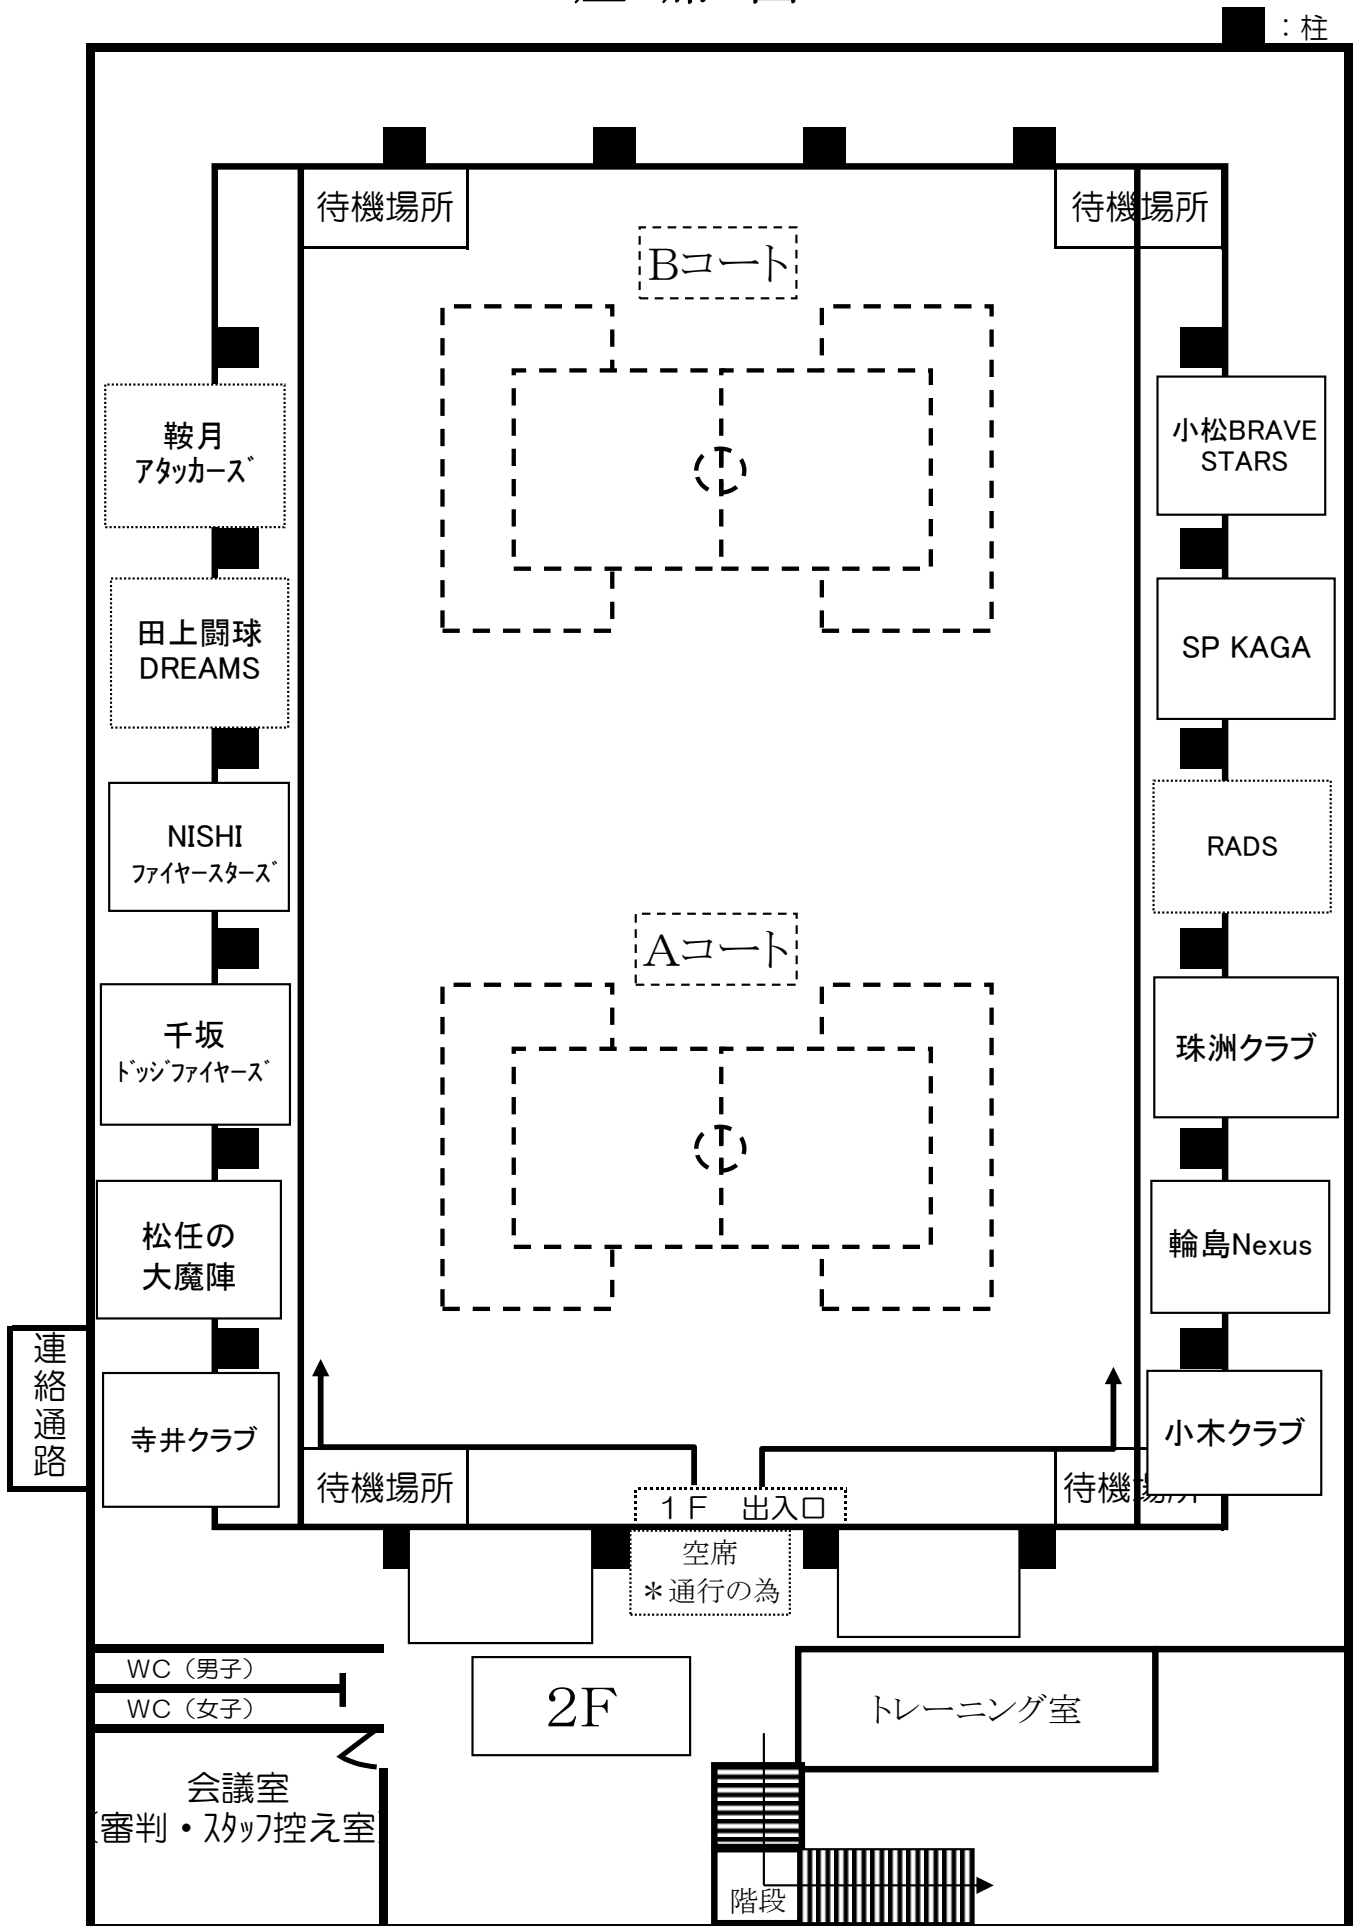 ：柱
待機場所
待機場所
Bコート
鞍月
ｱﾀｯｶｰｽﾞ
小松BRAVE
STARS
田上闘球
DREAMS
SP KAGA
NISHI
ﾌｧｲﾔｰｽﾀｰｽﾞ
RADS
Aコート
千坂
ﾄﾞｯｼﾞﾌｧｲﾔｰｽﾞ
珠洲クラブ
松任の
大魔陣
輪島Nexus
連絡通路
寺井クラブ
小木クラブ
待機場所
１Ｆ　出入口
待機場所
空席
＊通行の為
WC（男子）
WC（女子）
2F
トレーニング室
会議室
（審判・ｽﾀｯﾌ控え室）
階段